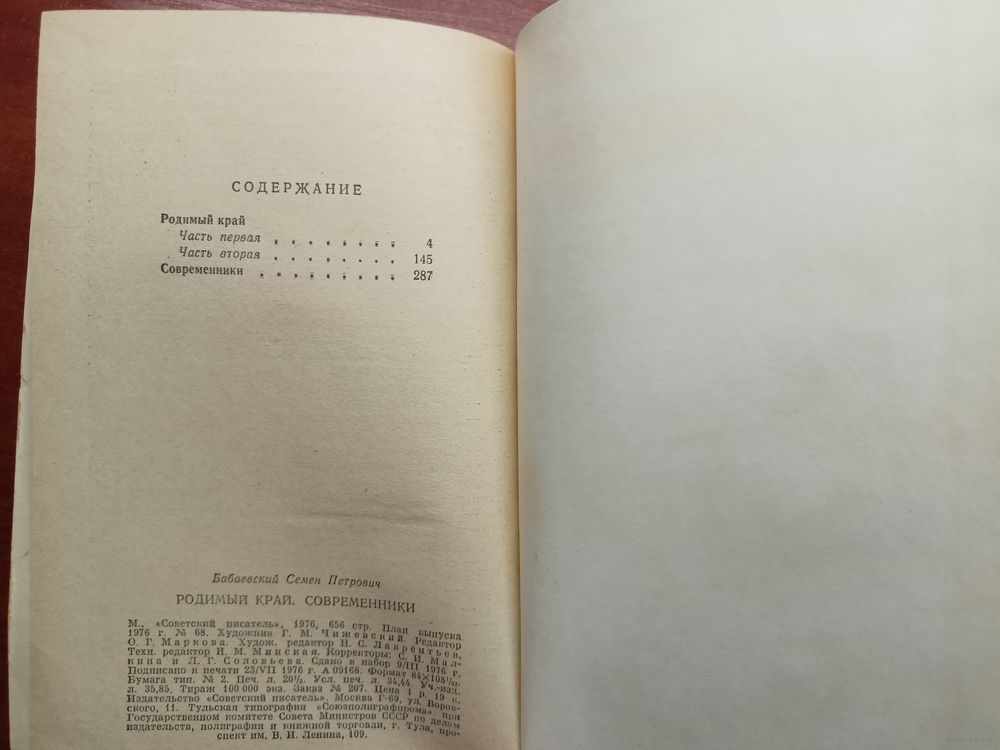 СОДЕРЖАНИЕ
Родимый край
Часть первая . . . . . . . . 4
Часть вторая . . . . . . . . 145
Современники . . . . . . . . . 287
Бабаевский Семен Петрович
РОДИМЫЙ КРАЙ. СОВРЕМЕННИКИ
М., «Советский писатель», 1976, 656 стр. План выпуска
1976 г. № 68. Художник Г. М. Чижевский. Редактор
О. Г. Маркова. Худож. редактор Н. С. Лаврентьев,
Техн. редактор И. М. Минская. Корректоры: С. И. Мал-
кина и Л. Г. Соловьева. Сдано в набор 9/III 1976 г.
Подписано к печати 23/VII 1976 г. А 09168. Формат 84×108¹/₃₂.
Бумага тип. № 2. Печ. л. 20½. Усл. печ. л. 34,44. Уч.-изд.
л. 35,85. Тираж 100 000 экз. Заказ № 207. Цена 1 р. 19 к.
Издательство «Советский писатель». Москва Г-69, ул. Воров-
ского, 11. Тульская типография «Союзполиграфпрома» при
Государственном комитете Совета Министров СССР по делам
издательств, полиграфии и книжной торговли, г. Тула, про-
спект им. В. И. Ленина, 109.